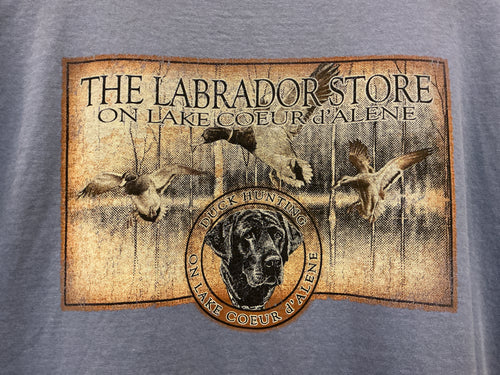 THE LABRADOR STORE
ON LAKE COEUR d'ALENE
DUCK HUNTING
ON LAKE COEUR d'ALENE